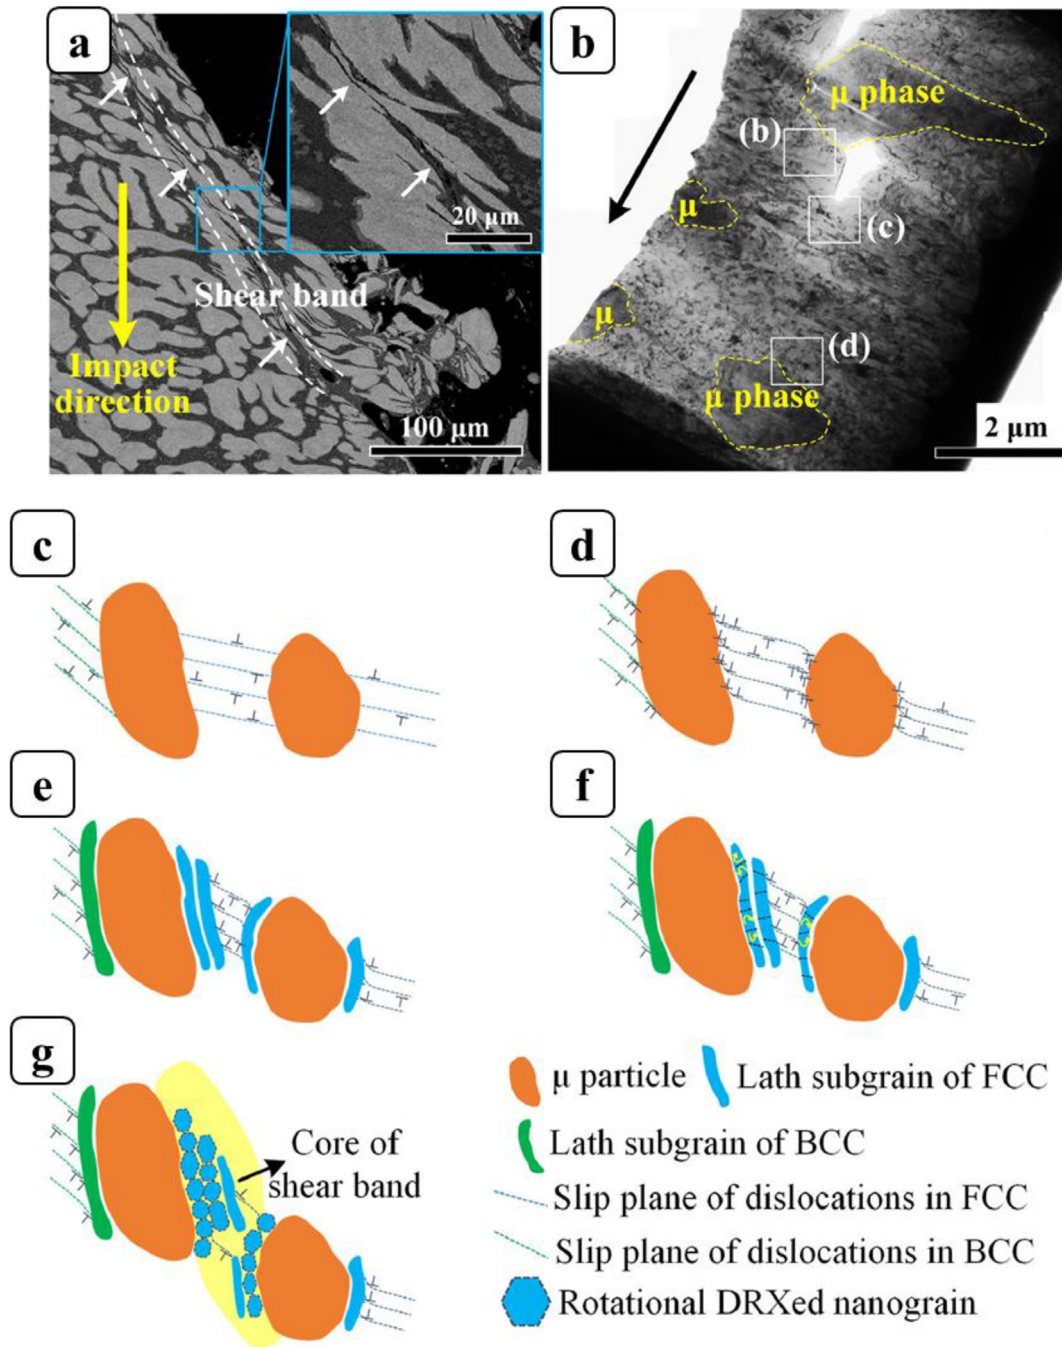 a
Shear band
Impact
direction
20 μm
100 μm
b
μ phase
(b)
μ
(c)
μ
(d)
μ phase
2 μm
c
d
e
f
g
Core of
shear band
μ particle
Lath subgrain of FCC
Lath subgrain of BCC
Slip plane of dislocations in FCC
Slip plane of dislocations in BCC
Rotational DRXed nanograin